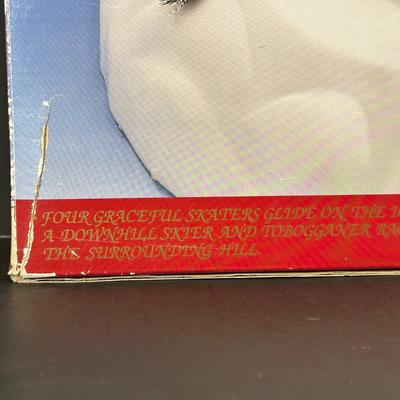 FOUR GRACEFUL SKATERS GLIDE ON THE
A DOWNHILL SKIER AND TOBOGGANER
THE SURROUNDING HILL.